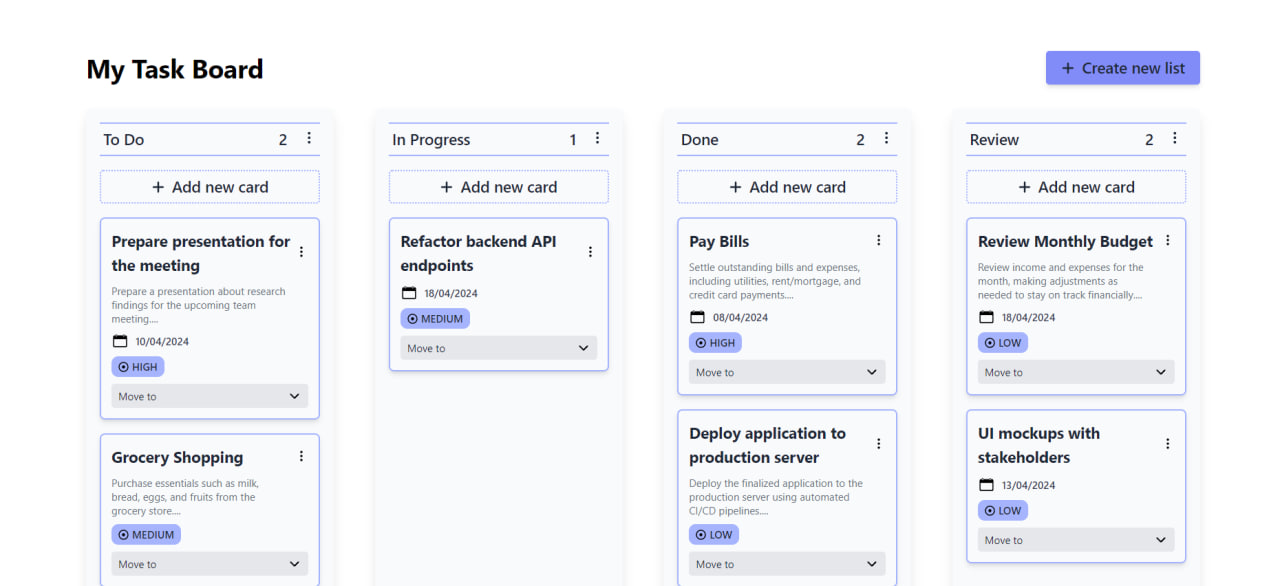 My Task Board
+ Create new list
To Do 2
+ Add new card
Prepare presentation for
the meeting
Prepare a presentation about research
findings for the upcoming team
meeting....
10/04/2024
HIGH
Move to
Grocery Shopping
Purchase essentials such as milk,
bread, eggs, and fruits from the
grocery store....
MEDIUM
Move to
In Progress 1
+ Add new card
Refactor backend API
endpoints
18/04/2024
MEDIUM
Move to
Done 2
+ Add new card
Pay Bills
Settle outstanding bills and expenses,
including utilities, rent/mortgage, and
credit card payments....
08/04/2024
HIGH
Move to
Deploy application to
production server
Deploy the finalized application to the
production server using automated
CI/CD pipelines....
LOW
Move to
Review 2
+ Add new card
Review Monthly Budget
Review income and expenses for the
month, making adjustments as
needed to stay on track financially....
18/04/2024
LOW
Move to
UI mockups with
stakeholders
13/04/2024
LOW
Move to